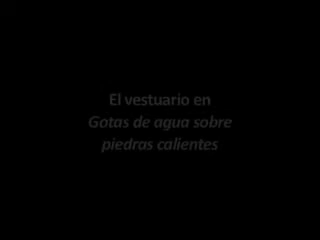 El vestuario en
Gotas de agua sobre
piedras calientes